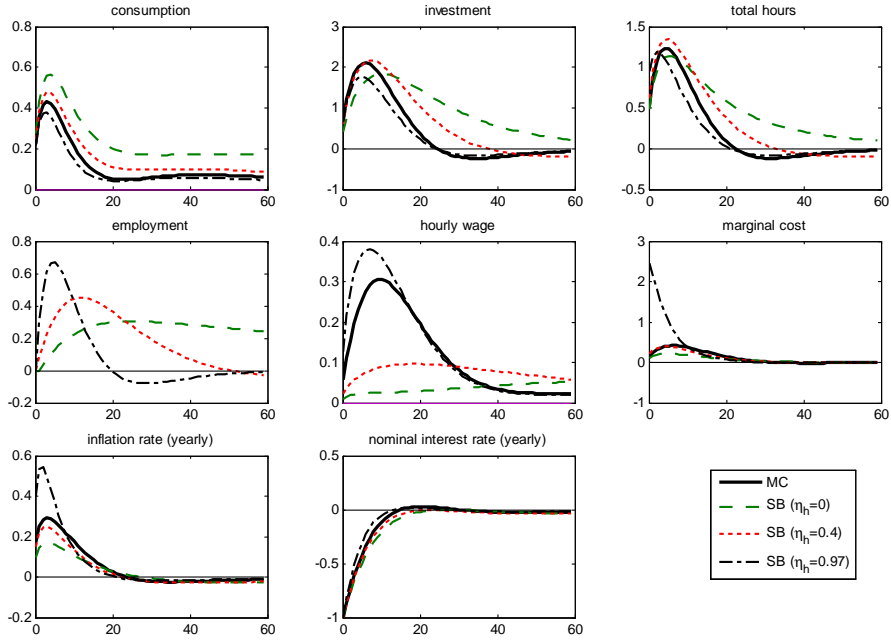 consumption
0.8
0.6
0.4
0.2
0
0 20 40 60
investment
3
2
1
0
-1
0 20 40 60
total hours
1.5
1
0.5
0
-0.5
0 20 40 60
employment
0.8
0.6
0.4
0.2
0
-0.2
0 20 40 60
hourly wage
0.4
0.3
0.2
0.1
0
0 20 40 60
marginal cost
3
2
1
0
-1
0 20 40 60
inflation rate (yearly)
0.6
0.4
0.2
0
-0.2
0 20 40 60
nominal interest rate (yearly)
0.5
0
-0.5
-1
0 20 40 60
MC
SB (ηh=0)
SB (ηh=0.4)
SB (ηh=0.97)